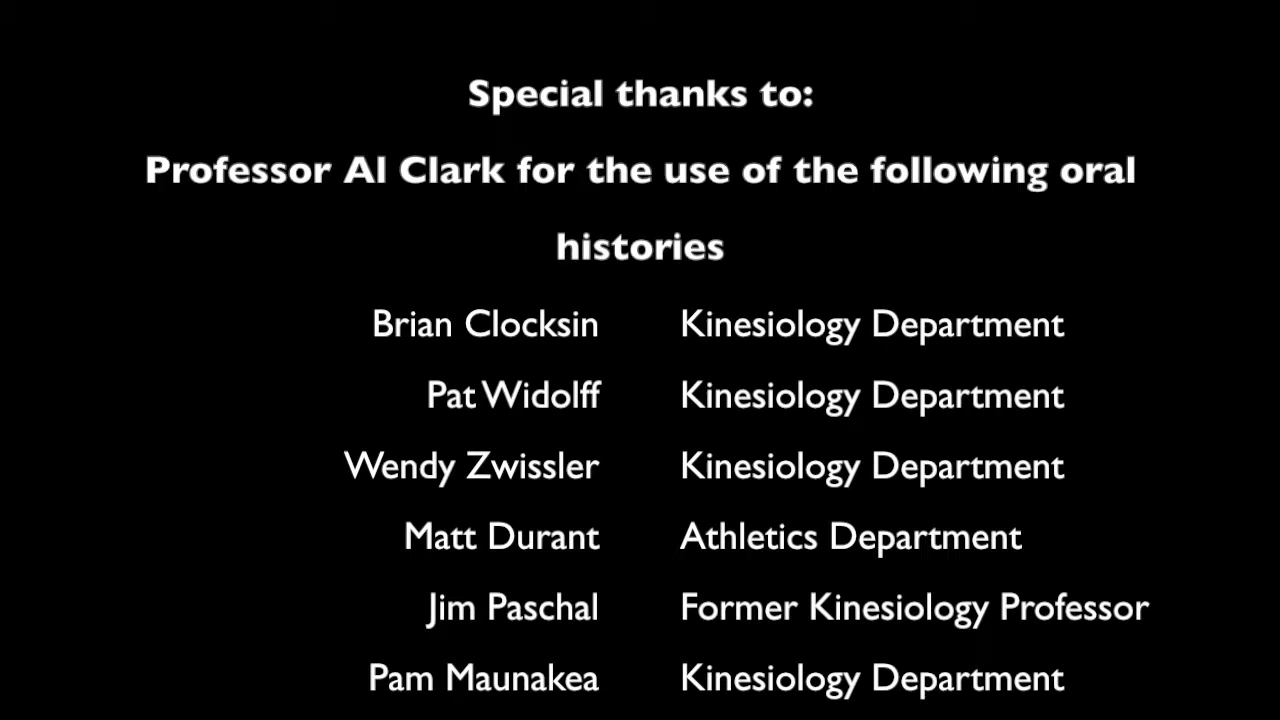 Special thanks to:
Professor Al Clark for the use of the following oral
histories
Brian Clocksin Kinesiology Department
Pat Widolff Kinesiology Department
Wendy Zwissler Kinesiology Department
Matt Durant Athletics Department
Jim Paschal Former Kinesiology Professor
Pam Maunakea Kinesiology Department